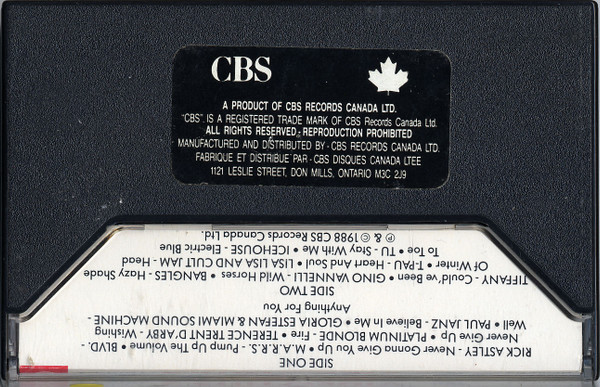 CBS
A PRODUCT OF CBS RECORDS CANADA LTD.
"CBS" IS A REGISTERED TRADE MARK OF CBS Records Canada Ltd.
ALL RIGHTS RESERVED - REPRODUCTION PROHIBITED
MANUFACTURED AND DISTRIBUTED BY - CBS RECORDS CANADA LTD.
FABRIQUE ET DISTRIBUE PAR - CBS DISQUES CANADA LTEE
1121 LESLIE STREET, DON MILLS, ONTARIO M3C 2J9
SIDE ONE
RICK ASTLEY - Never Gonna Give You Up • M.A.R.R.S. - Pump Up The Volume • BLVD. -
Never Give Up • PLATINUM BLONDE - Fire • TERENCE TRENT D'ARBY - Wishing
Well • PAUL JANZ - Believe In Me • GLORIA ESTEFAN & MIAMI SOUND MACHINE -
Anything For You
SIDE TWO
TIFFANY - Could've Been • GINO VANNELLI - Wild Horses • BANGLES - Hazy Shade
Of Winter • T-PAU - Heart And Soul • LISA LISA AND CULT JAM - Head
To Toe • TU - Stay With Me • ICEHOUSE - Electric Blue
℗ & © 1988 CBS Records Canada Ltd.